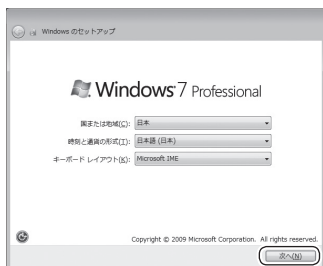 Windows のセットアップ
Windows 7 Professional
国または地域(C): 日本
時刻と通貨の形式(T): 日本語 (日本)
キーボード レイアウト(K): Microsoft IME
Copyright © 2009 Microsoft Corporation. All rights reserved.
次へ(N)